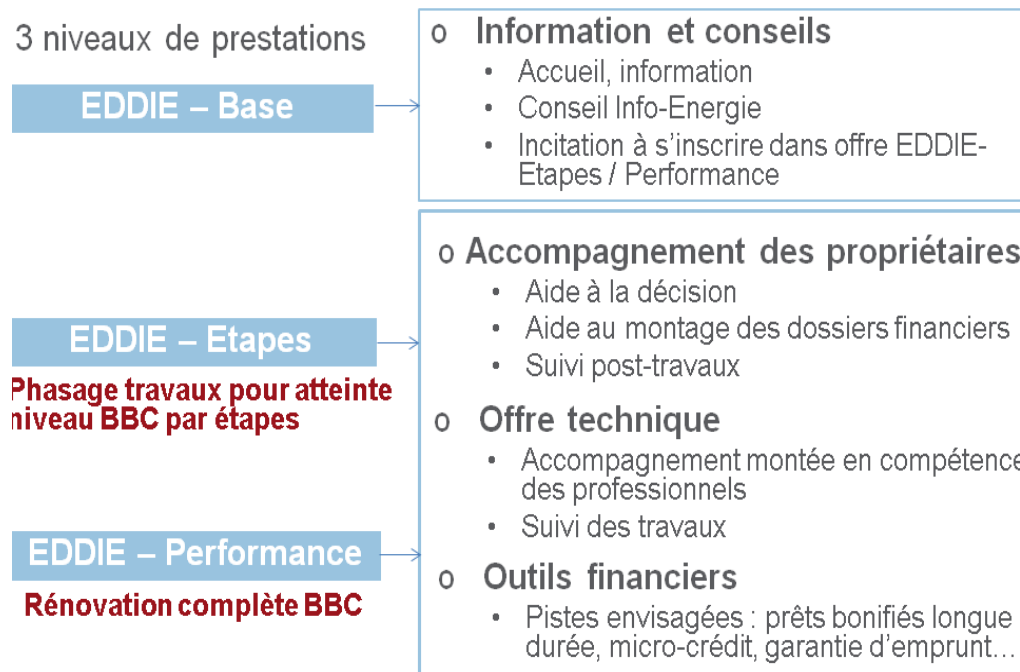 3 niveaux de prestations
EDDIE – Base
o Information et conseils
• Accueil, information
• Conseil Info-Energie
• Incitation à s'inscrire dans offre EDDIE-
Etapes / Performance
EDDIE – Etapes
Phasage travaux pour atteinte
niveau BBC par étapes
EDDIE – Performance
Rénovation complète BBC
o Accompagnement des propriétaires
• Aide à la décision
• Aide au montage des dossiers financiers
• Suivi post-travaux
o Offre technique
• Accompagnement montée en compétence
des professionnels
• Suivi des travaux
o Outils financiers
• Pistes envisagées : prêts bonifiés longue
durée, micro-crédit, garantie d'emprunt…